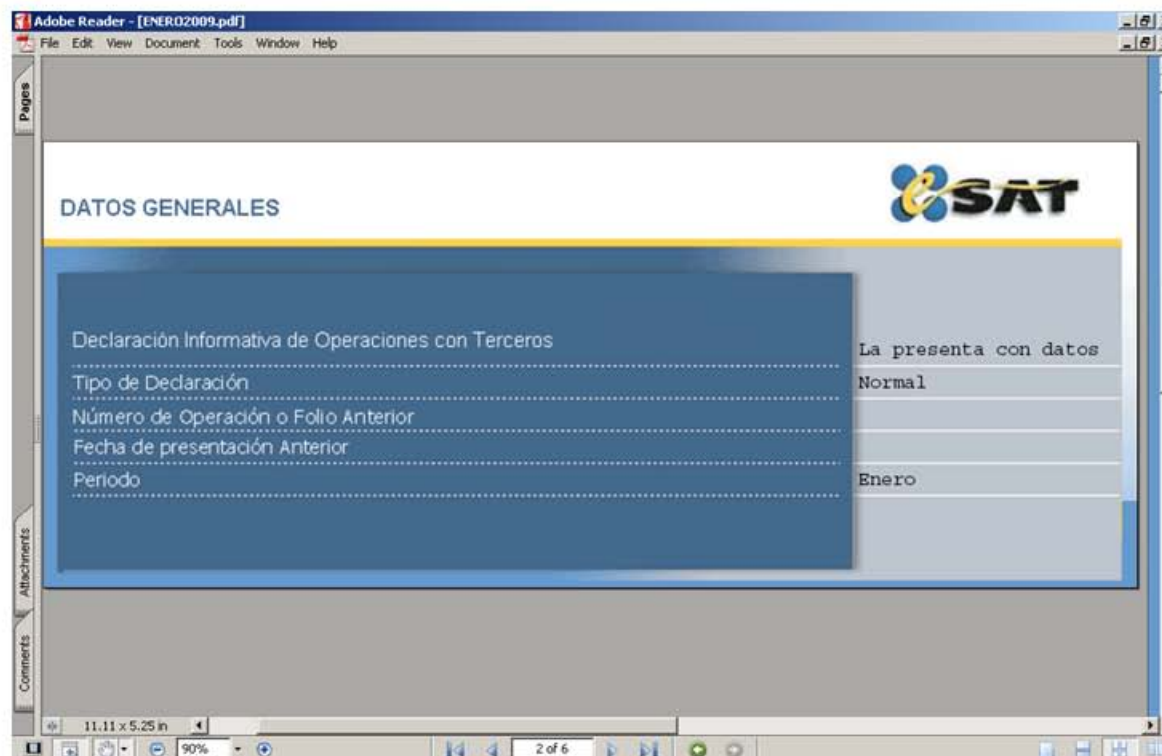 Adobe Reader - [ENERO2009.pdf]
File Edit View Document Tools Window Help
Pages
DATOS GENERALES
eSAT
Declaración Informativa de Operaciones con Terceros
La presenta con datos
Tipo de Declaración
Normal
Número de Operación o Folio Anterior
Fecha de presentación Anterior
Periodo
Enero
Attachments
Comments
11.11 x 5.25 in
90%
2 of 6